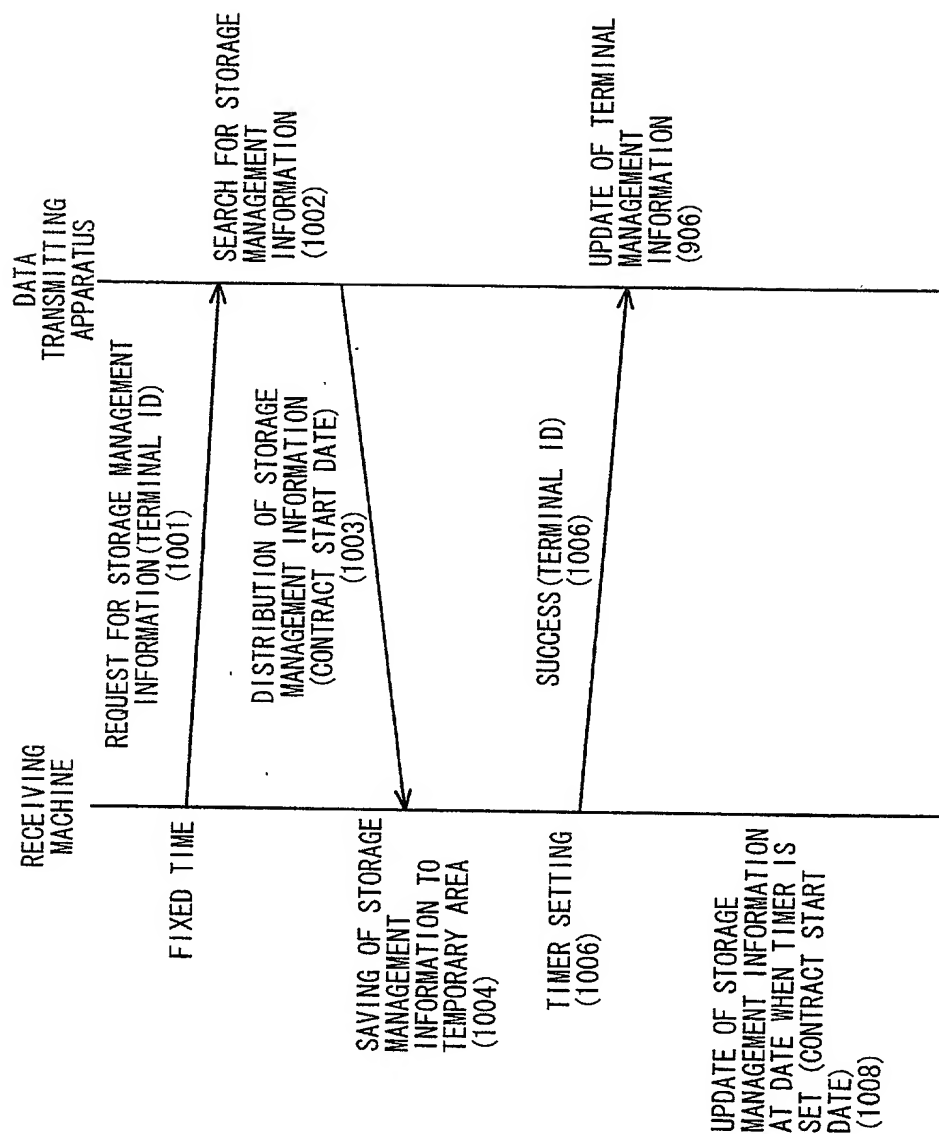 RECEIVING
MACHINE
DATA
TRANSMITTING
APPARATUS
FIXED TIME
REQUEST FOR STORAGE MANAGEMENT
INFORMATION(TERMINAL ID)
(1001)
SEARCH FOR STORAGE
MANAGEMENT
INFORMATION
(1002)
DISTRIBUTION OF STORAGE
MANAGEMENT INFORMATION
(CONTRACT START DATE)
(1003)
SAVING OF STORAGE
MANAGEMENT
INFORMATION TO
TEMPORARY AREA
(1004)
TIMER SETTING
(1006)
SUCCESS(TERMINAL ID)
(1006)
UPDATE OF TERMINAL
MANAGEMENT
INFORMATION
(906)
UPDATE OF STORAGE
MANAGEMENT INFORMATION
AT DATE WHEN TIMER IS
SET (CONTRACT START
DATE)
(1008)